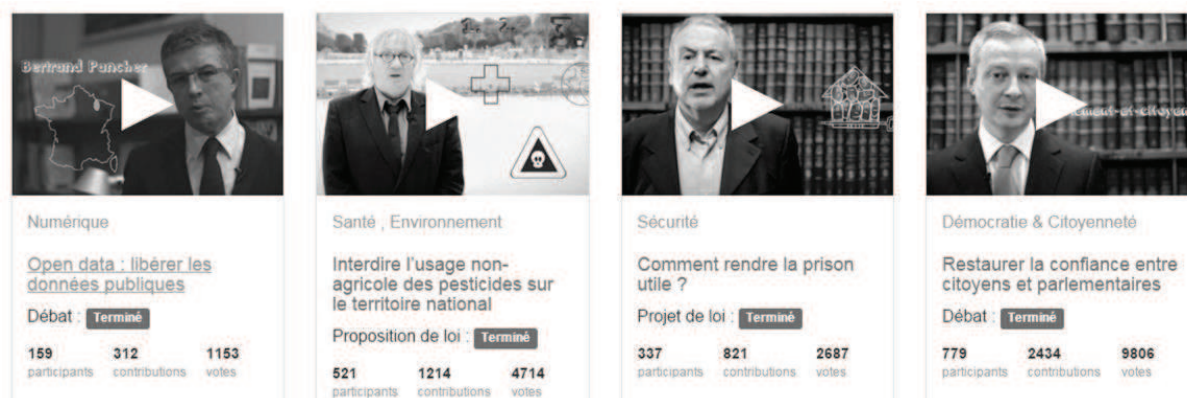 Bertrand Pancher
Numérique
Open data : libérer les
données publiques
Débat : Terminé
159 312 1153
participants contributions votes
Santé , Environnement
Interdire l'usage non-
agricole des pesticides sur
le territoire national
Proposition de loi : Terminé
521 1214 4714
participants contributions votes
Sécurité
Comment rendre la prison
utile ?
Projet de loi : Terminé
337 821 2687
participants contributions votes
Démocratie & Citoyenneté
Restaurer la confiance entre
citoyens et parlementaires
Débat : Terminé
779 2434 9806
participants contributions votes